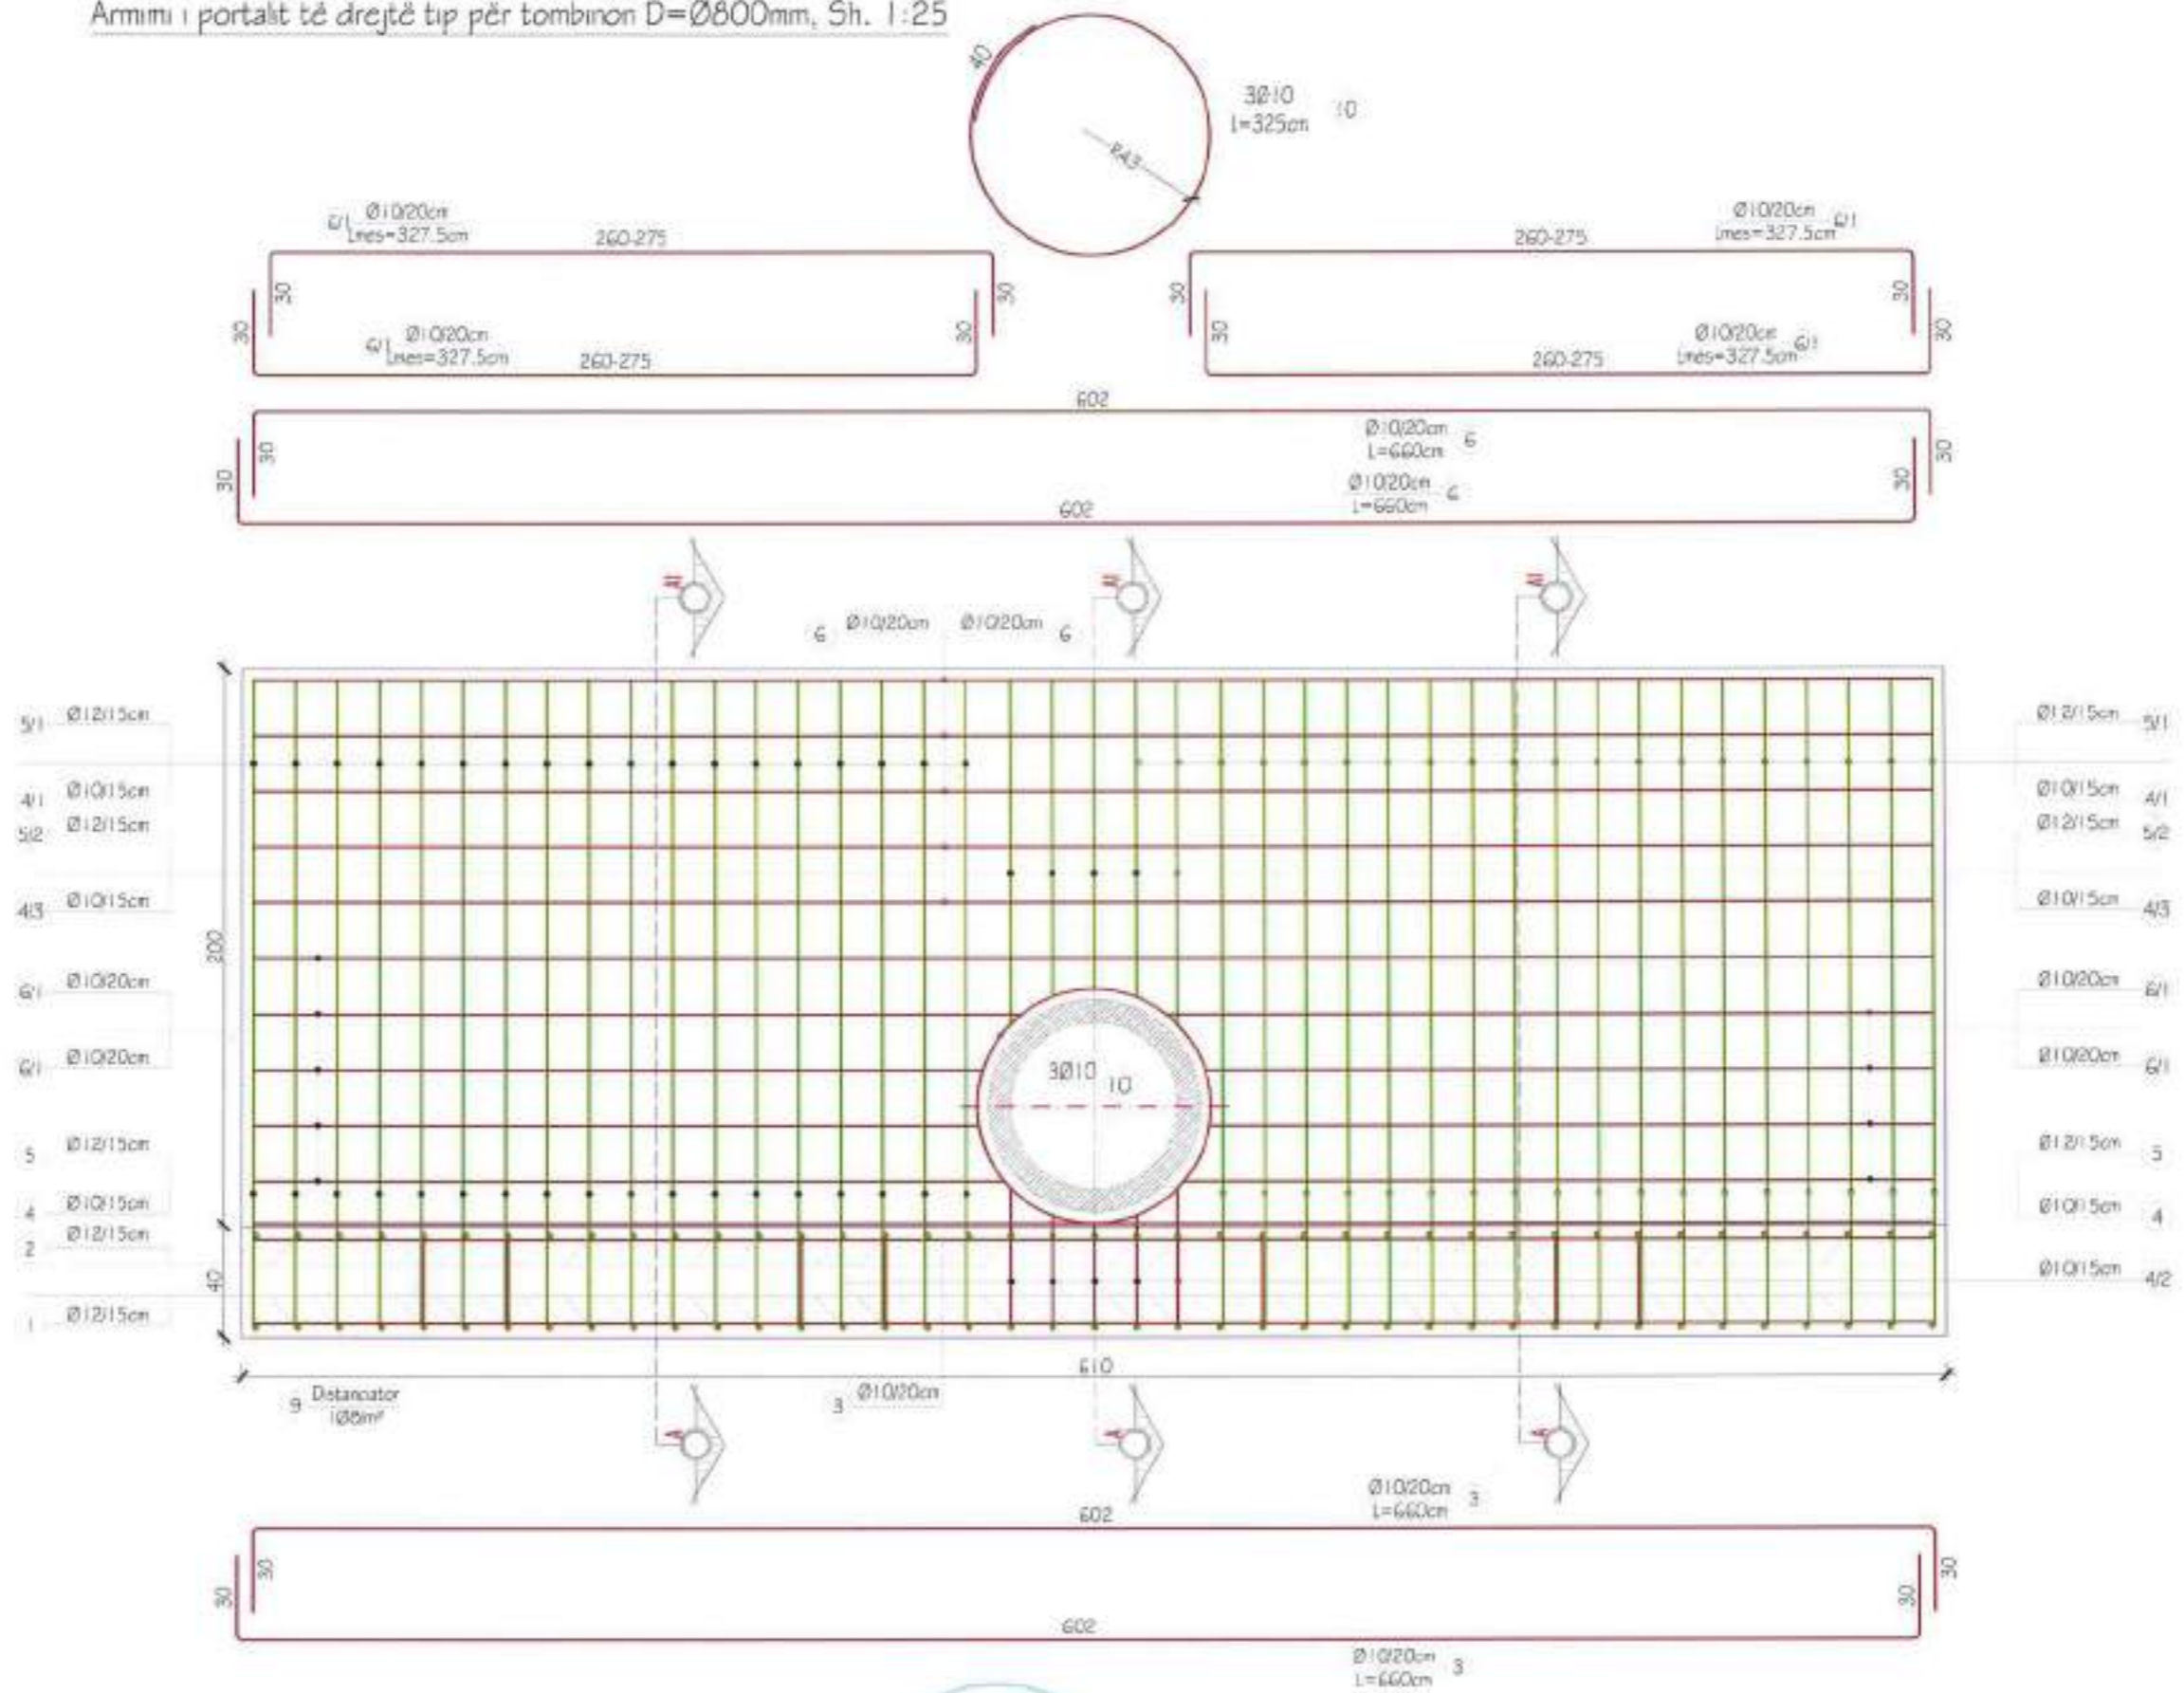 Armimi i portalit të drejtë tip për tombinon D=Ø800mm, Sh. 1:25
40
3Ø10
L=325cm
10
R43
6/1
Ø10/20cm
Lmes=327.5cm
260-275
260-275
Ø10/20cm
Lmes=327.5cm
6/1
30
30
30
30
30
30
30
30
6/1
Ø10/20cm
Lmes=327.5cm
260-275
260-275
Ø10/20cm
Lmes=327.5cm
6/1
602
30
30
Ø10/20cm
L=660cm
6
30
30
Ø10/20cm
L=660cm
6
602
A1
A1
A1
6
Ø10/20cm
Ø10/20cm
6
5/1
Ø12/15cm
Ø12/15cm
5/1
4/1
Ø10/15cm
Ø10/15cm
4/1
5/2
Ø12/15cm
Ø12/15cm
5/2
4/3
Ø10/15cm
Ø10/15cm
4/3
200
6/1
Ø10/20cm
Ø10/20cm
6/1
6/1
Ø10/20cm
Ø10/20cm
6/1
3Ø10
10
5
Ø12/15cm
Ø12/15cm
5
4
Ø10/15cm
Ø10/15cm
4
2
Ø12/15cm
40
Ø10/15cm
4/2
1
Ø12/15cm
610
9
Distanciator
1Ø8/m²
3
Ø10/20cm
A
A
A
Ø10/20cm
L=660cm
3
602
30
30
30
30
602
Ø10/20cm
L=660cm
3